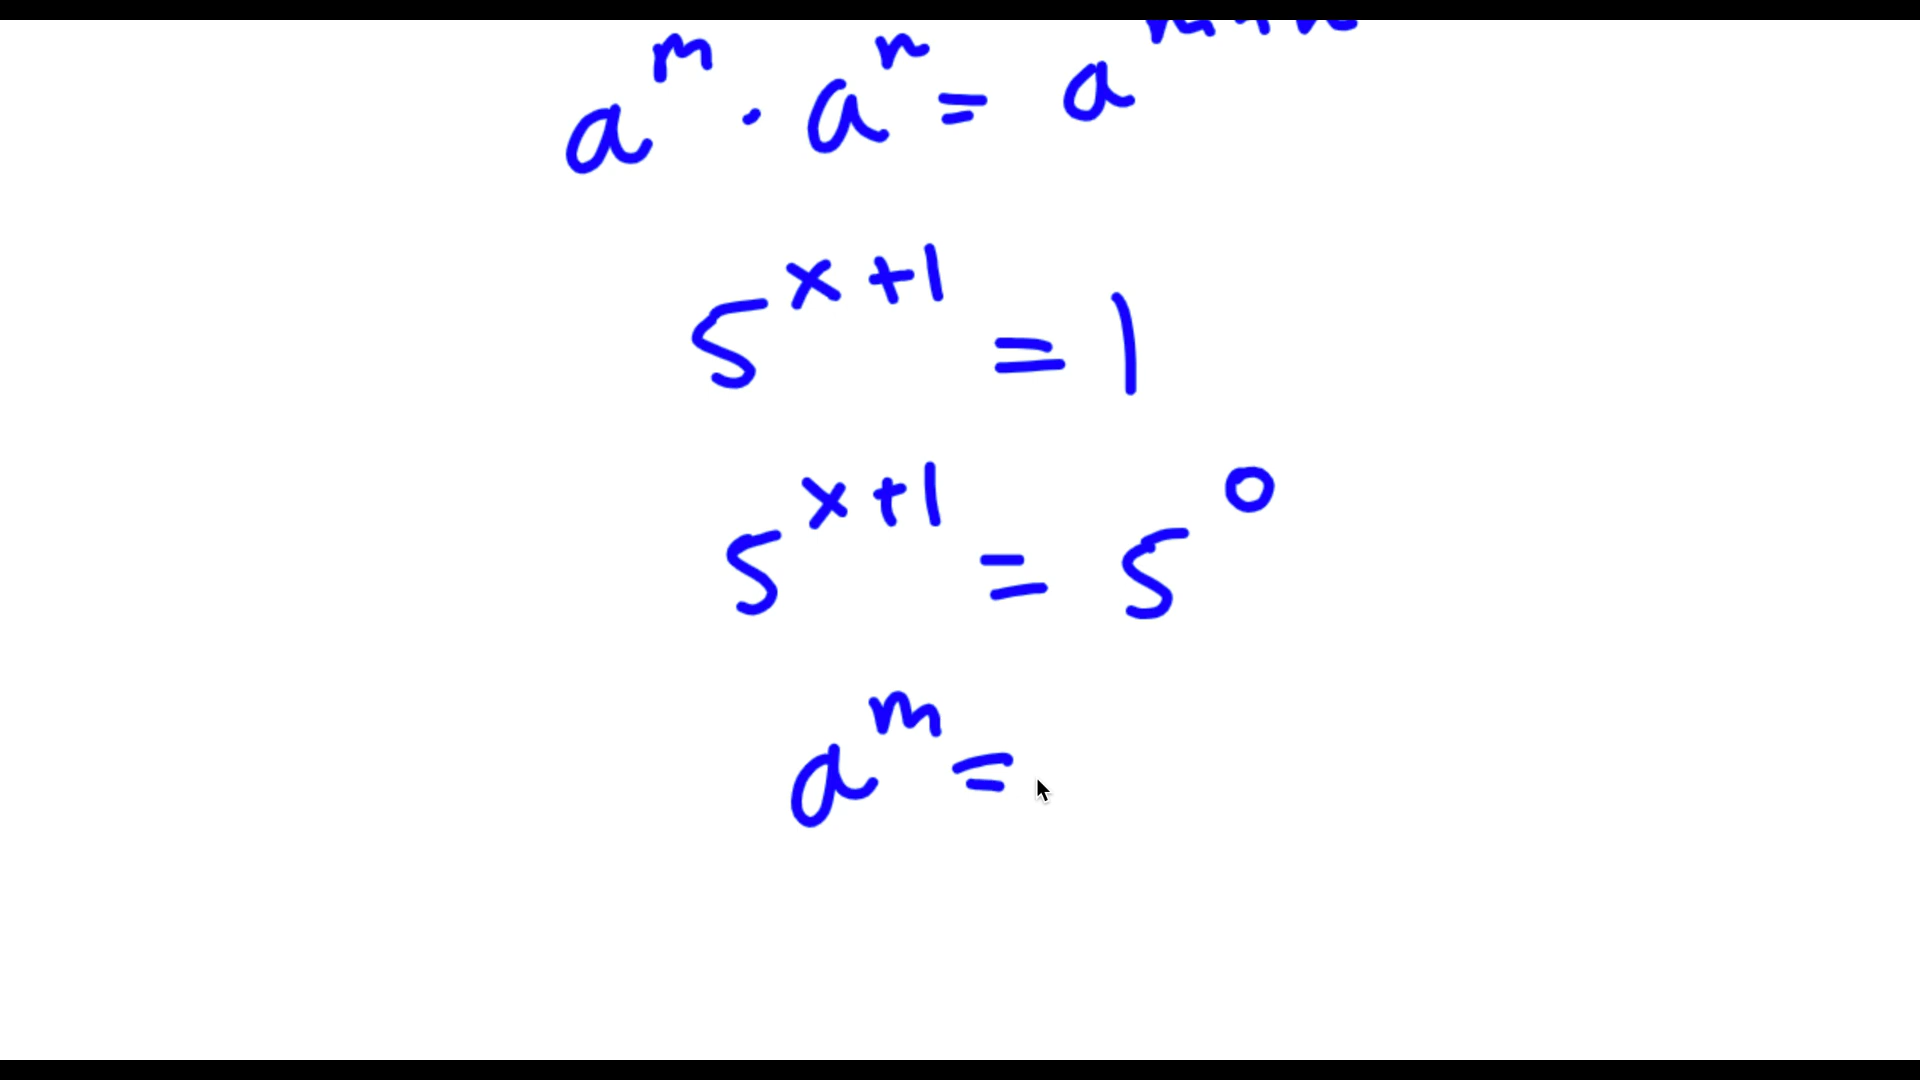 a^m · a^n = a^m+n
5^x+1 = 1
5^x+1 = 5^0
a^m =